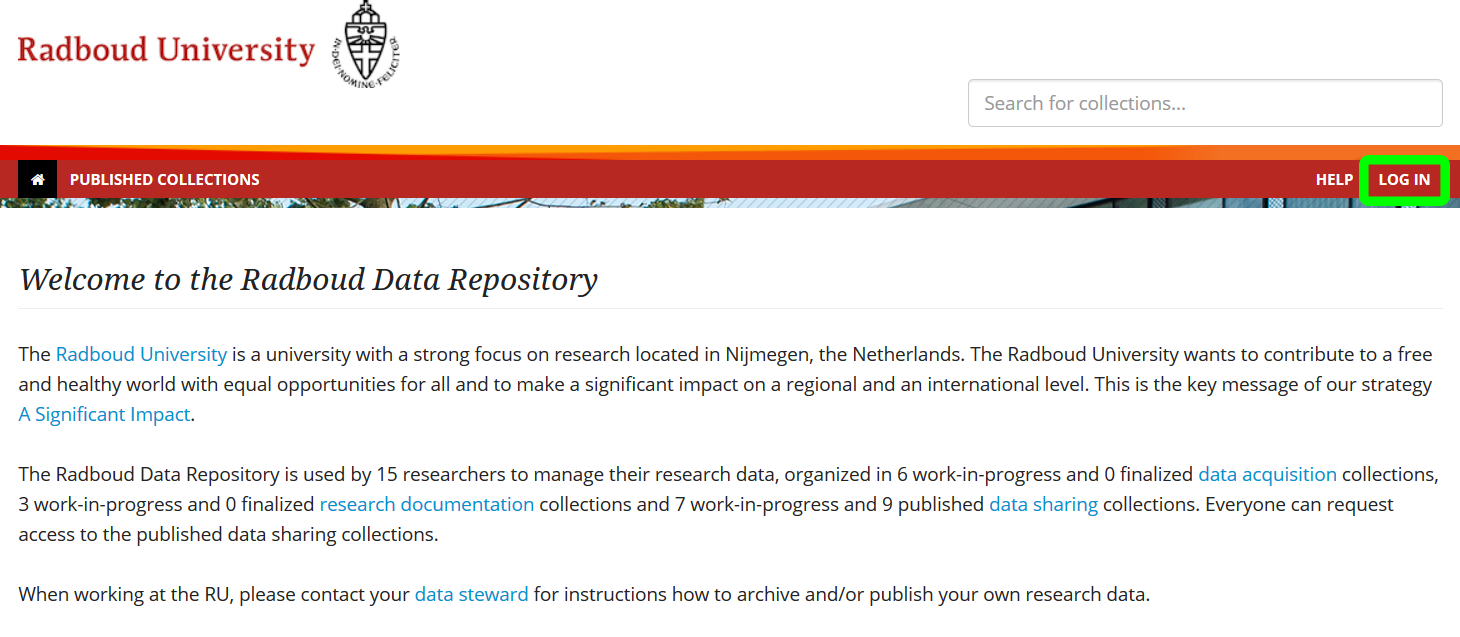 Radboud University
IN·DEI·NOMINE·FELICITER
Search for collections...
PUBLISHED COLLECTIONS
HELP LOG IN
Welcome to the Radboud Data Repository
The Radboud University is a university with a strong focus on research located in Nijmegen, the Netherlands. The Radboud University wants to contribute to a free
and healthy world with equal opportunities for all and to make a significant impact on a regional and an international level. This is the key message of our strategy
A Significant Impact.
The Radboud Data Repository is used by 15 researchers to manage their research data, organized in 6 work-in-progress and 0 finalized data acquisition collections,
3 work-in-progress and 0 finalized research documentation collections and 7 work-in-progress and 9 published data sharing collections. Everyone can request
access to the published data sharing collections.
When working at the RU, please contact your data steward for instructions how to archive and/or publish your own research data.